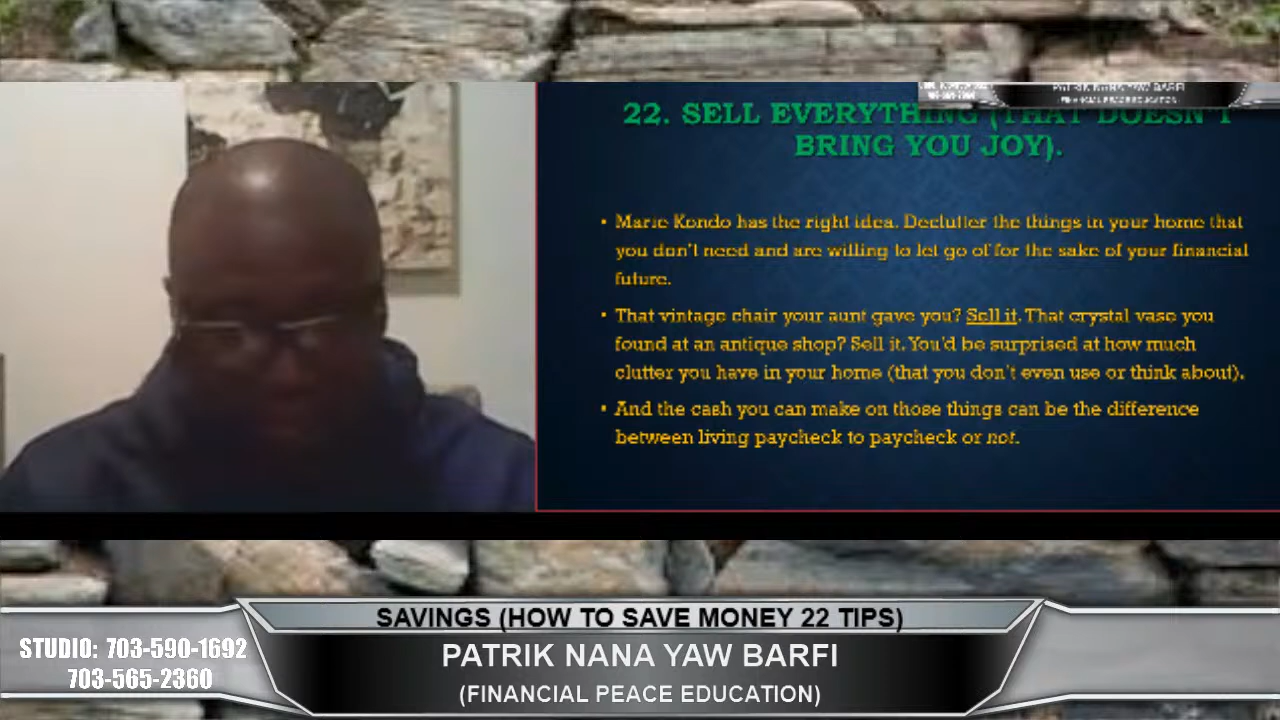 22. SELL EVERYTHING (THAT DOESN'T
BRING YOU JOY).
• Marie Kondo has the right idea. Declutter the things in your home that
you don't need and are willing to let go of for the sake of your financial
future.
• That vintage chair your aunt gave you? Sell it. That crystal vase you
found at an antique shop? Sell it. You'd be surprised at how much
clutter you have in your home (that you don't even use or think about).
• And the cash you can make on those things can be the difference
between living paycheck to paycheck or not.
SAVINGS (HOW TO SAVE MONEY 22 TIPS)
PATRIK NANA YAW BARFI
(FINANCIAL PEACE EDUCATION)
STUDIO: 703-590-1692
703-565-2360